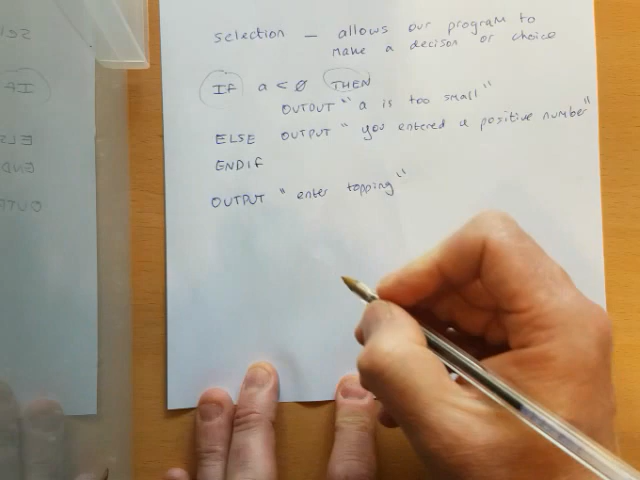 selection – allows our program to
make a decison or choice
IF a < 0 THEN
OUTPUT "a is too small"
ELSE OUTPUT "you entered a positive number"
ENDIF
OUTPUT "enter topping"